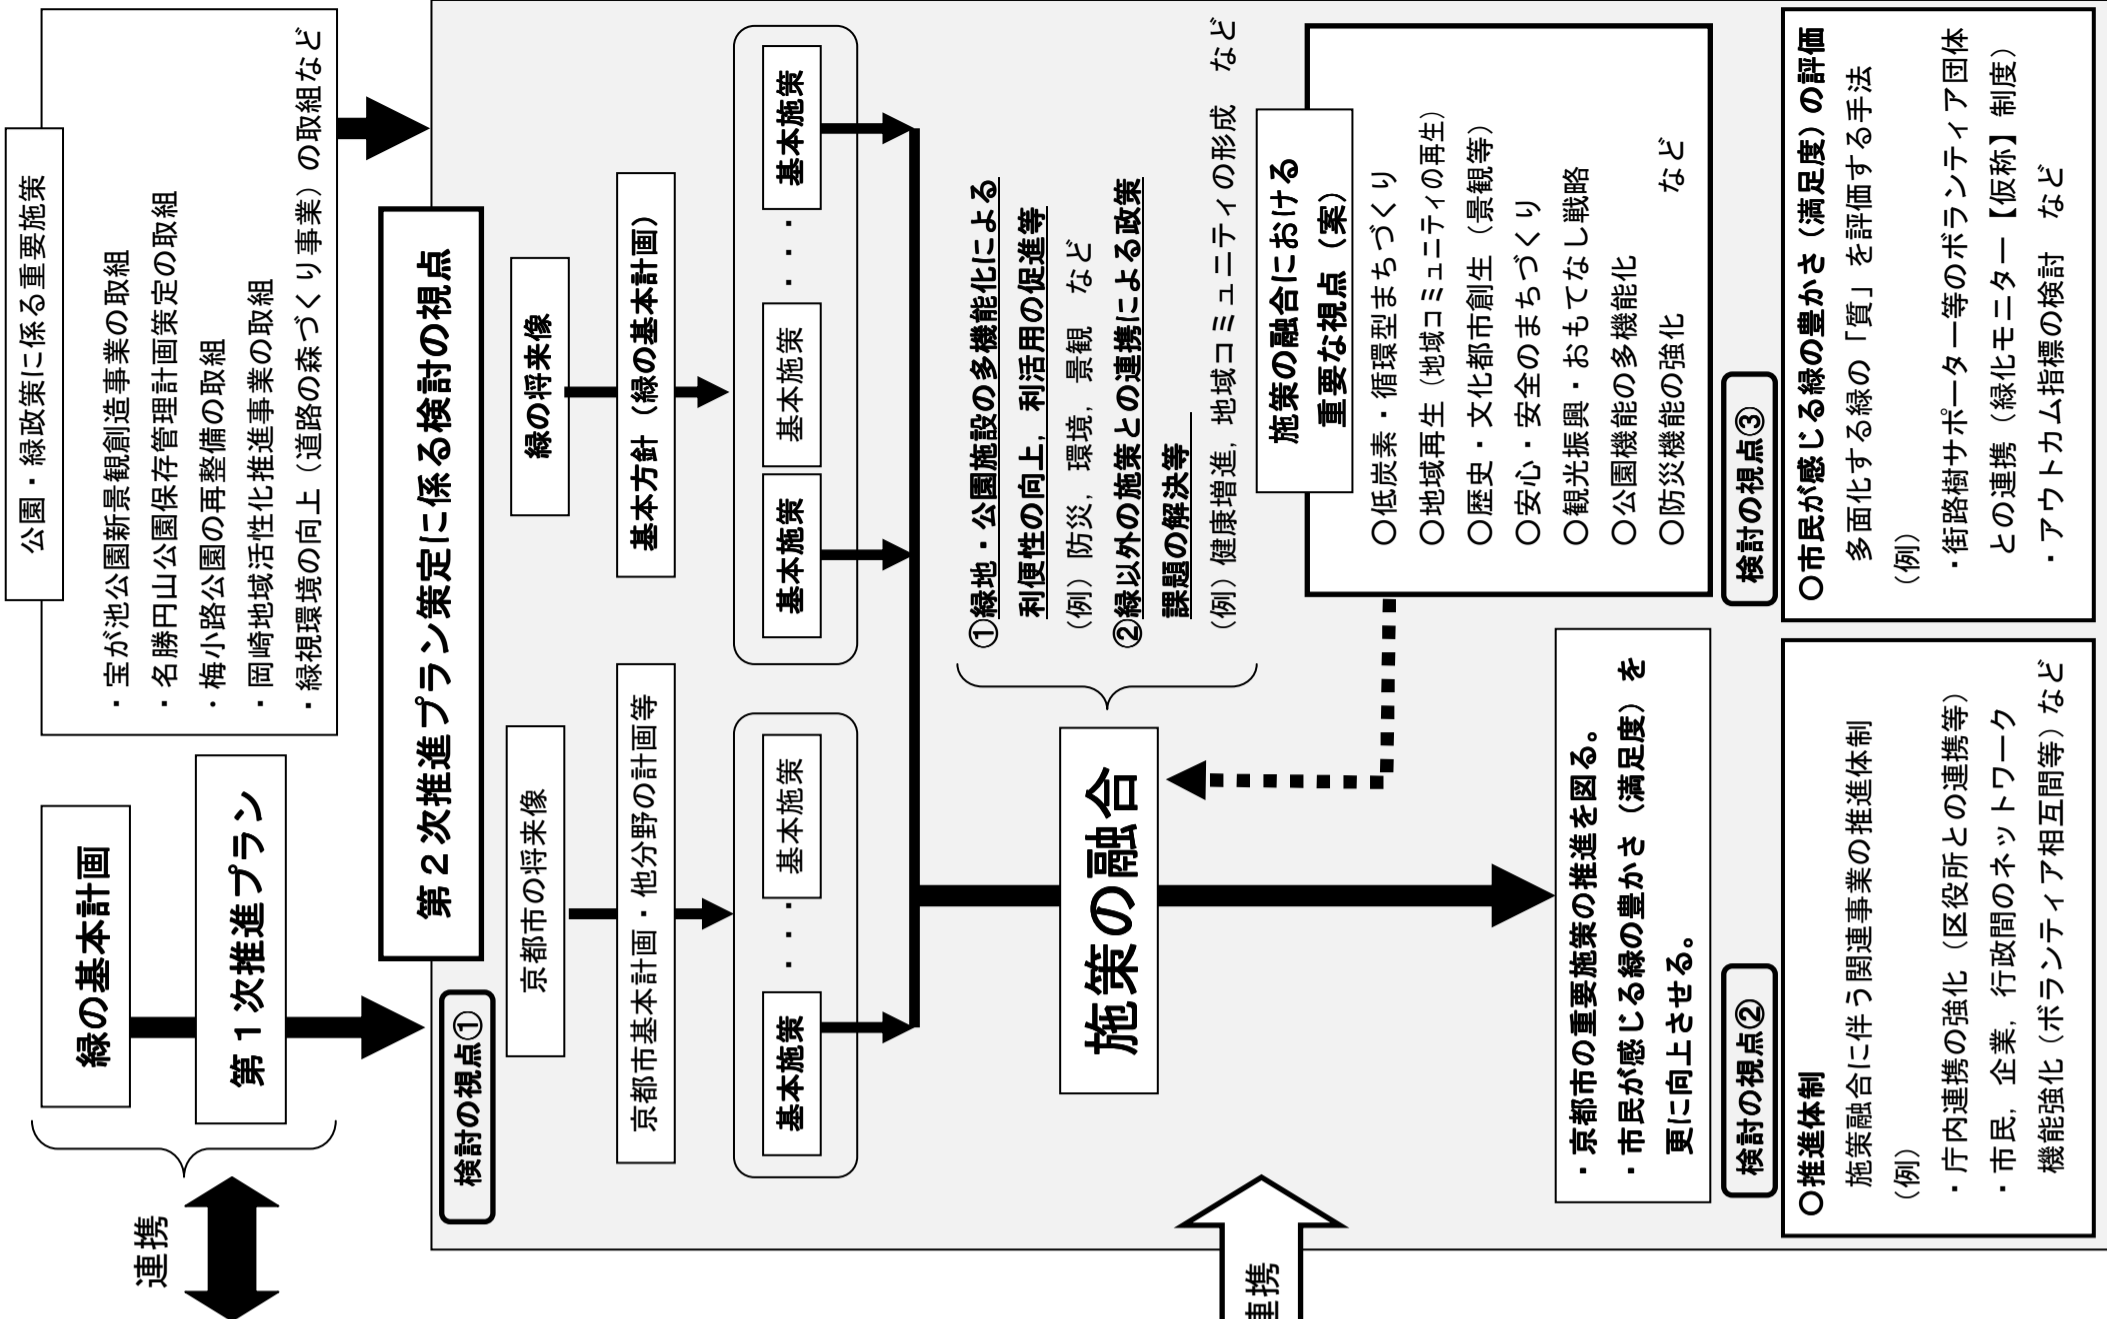 連携
緑の基本計画
第1次推進プラン
公園・緑政策に係る重要施策
・宝が池公園新景観創造事業の取組
・名勝円山公園保存管理計画策定の取組
・梅小路公園の再整備の取組
・岡崎地域活性化推進事業の取組
・緑視環境の向上（道路の森づくり事業）の取組など
第２次推進プラン策定に係る検討の視点
検討の視点①
京都市の将来像
京都市基本計画・他分野の計画等
基本施策
・・・
基本施策
緑の将来像
基本方針（緑の基本計画）
基本施策
基本施策
・・・・
基本施策
施策の融合
①緑地・公園施設の多機能化による
利便性の向上，利活用の促進等
（例）防災，環境，景観　など
②緑以外の施策との連携による政策
課題の解決等
（例）健康増進，地域コミュニティの形成　など
施策の融合における
重要な視点（案）
○低炭素・循環型まちづくり
○地域再生（地域コミュニティの再生）
○歴史・文化都市創生（景観等）
○安心・安全のまちづくり
○観光振興・おもてなし戦略
○公園機能の多機能化
○防災機能の強化　など
連携
・京都市の重要施策の推進を図る。
・市民が感じる緑の豊かさ（満足度）を
更に向上させる。
検討の視点②
○推進体制
施策融合に伴う関連事業の推進体制
（例）
・庁内連携の強化（区役所との連携等）
・市民，企業，行政間のネットワーク
機能強化（ボランティア相互間等）など
検討の視点③
○市民が感じる緑の豊かさ（満足度）の評価
多面化する緑の「質」を評価する手法
（例）
・街路樹サポーター等のボランティア団体
との連携（緑化モニター【仮称】制度）
・アウトカム指標の検討　など